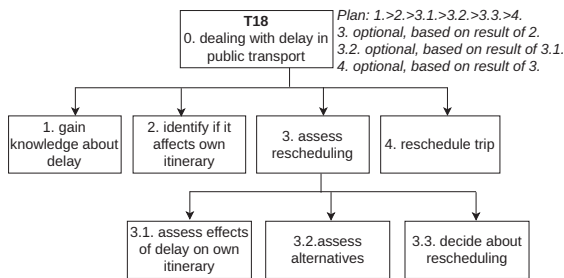 T18
0. dealing with delay in
public transport
Plan: 1.>2.>3.1.>3.2.>3.3.>4.
3. optional, based on result of 2.
3.2. optional, based on result of 3.1.
4. optional, based on result of 3.
1. gain
knowledge about
delay
2. identify if it
affects own
itinerary
3. assess
rescheduling
4. reschedule trip
3.1. assess effects
of delay on own
itinerary
3.2.assess
alternatives
3.3. decide about
rescheduling